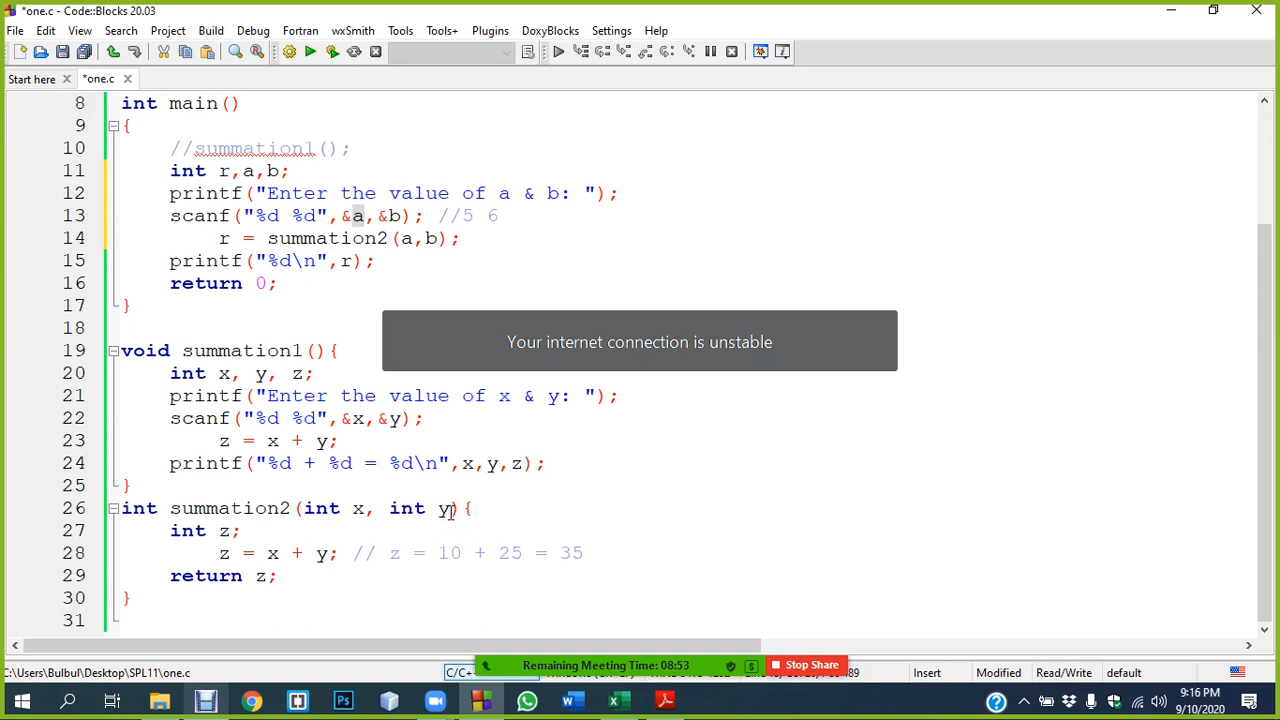 *one.c - Code::Blocks 20.03
File Edit View Search Project Build Debug Fortran wxSmith Tools Tools+ Plugins DoxyBlocks Settings Help
Start here *one.c
8 int main()
9 {
10 //summation1();
11 int r,a,b;
12 printf("Enter the value of a & b: ");
13 scanf("%d %d",&a,&b); //5 6
14 r = summation2(a,b);
15 printf("%d\n",r);
16 return 0;
17 }
18
Your internet connection is unstable
19 void summation1(){
20 int x, y, z;
21 printf("Enter the value of x & y: ");
22 scanf("%d %d",&x,&y);
23 z = x + y;
24 printf("%d + %d = %d\n",x,y,z);
25 }
26 int summation2(int x, int y){
27 int z;
28 z = x + y; // z = 10 + 25 = 35
29 return z;
30 }
31
Remaining Meeting Time: 08:53 Stop Share
C:\Users\Bulbul\Desktop\SPL11\one.c C/C++ Insert Modified Read/Write default
9:16 PM
9/10/2020